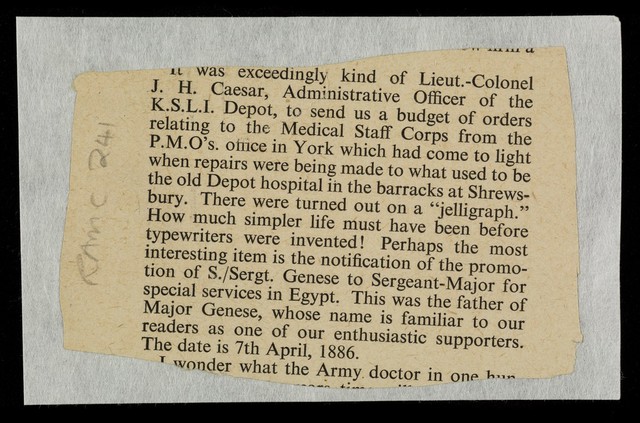 It was exceedingly kind of Lieut.-Colonel
J. H. Caesar, Administrative Officer of the
K.S.L.I. Depot, to send us a budget of orders
relating to the Medical Staff Corps from the
P.M.O's. office in York which had come to light
when repairs were being made to what used to be
the old Depot hospital in the barracks at Shrews-
bury. There were turned out on a “jelligraph.”
How much simpler life must have been before
typewriters were invented! Perhaps the most
interesting item is the notification of the promo-
tion of S./Sergt. Genese to Sergeant-Major for
special services in Egypt. This was the father of
Major Genese, whose name is familiar to our
readers as one of our enthusiastic supporters.
The date is 7th April, 1886.
I wonder what the Army doctor in one hun-
RAMC 241